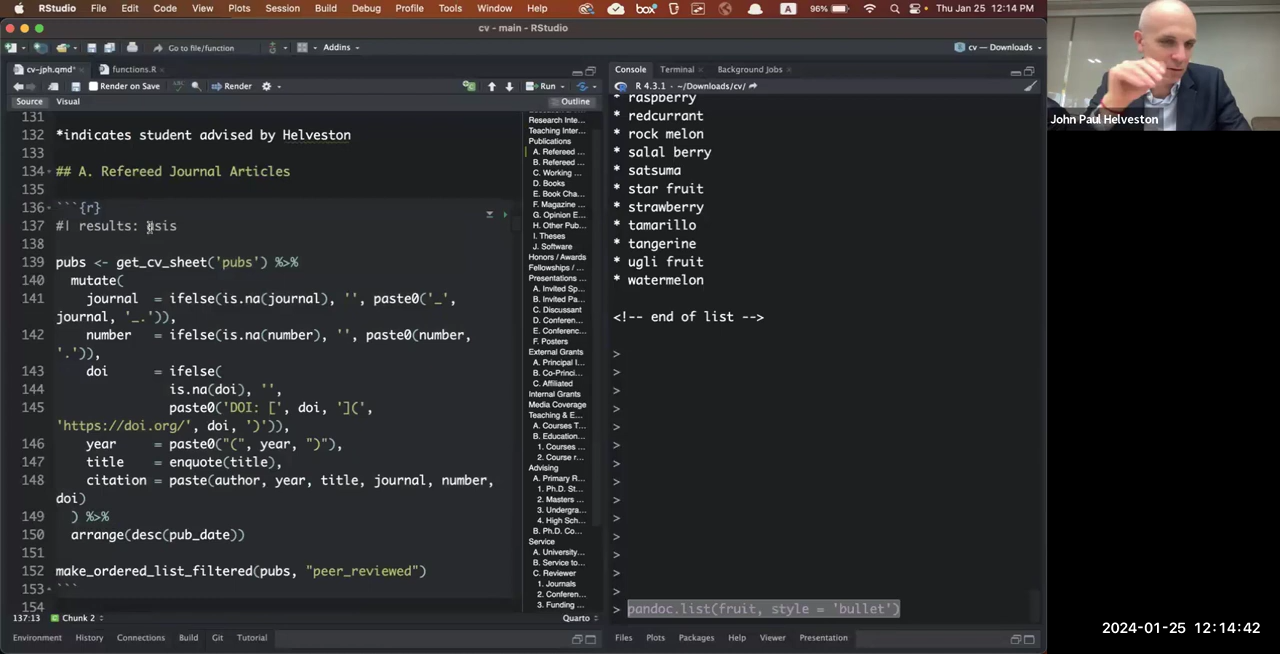 RStudio File Edit Code View Plots Session Build Debug Profile Tools Window Help box A 96% Thu Jan 25 12:14 PM
cv - main - RStudio
Go to file/function Addins cv — Downloads
cv-jph.qmd* functions.R
Render on Save Render Run
Source Visual Outline
131
132 *indicates student advised by Helveston
133
134 ## A. Refereed Journal Articles
135
136 ```{r}
137 #| results: asis
138
139 pubs <- get_cv_sheet('pubs') %>%
140 mutate(
141 journal = ifelse(is.na(journal), '', paste0('_',
journal, '_.')),
142 number = ifelse(is.na(number), '', paste0(number,
'.')),
143 doi = ifelse(
144 is.na(doi), '',
145 paste0('DOI: [', doi, '](',
'https://doi.org/', doi, ')')),
146 year = paste0("(", year, ")"),
147 title = enquote(title),
148 citation = paste(author, year, title, journal, number,
doi)
149 ) %>%
150 arrange(desc(pub_date))
151
152 make_ordered_list_filtered(pubs, "peer_reviewed")
153 ```
154
137:13 Chunk 2 Quarto
Environment History Connections Build Git Tutorial
Research Inte...
Teaching Inter...
Publications
A. Refereed ...
B. Refereed ...
C. Working ...
D. Books
E. Book Cha...
F. Magazine ...
G. Opinion E...
H. Other Pub...
I. Theses
J. Software
Honors / Awards
Fellowships / ...
Presentations ...
A. Invited Sp...
B. Invited Pa...
C. Discussant
D. Conferen...
E. Conferenc...
F. Posters
External Grants
A. Principal I...
B. Co-Princi...
C. Affiliated
Internal Grants
Media Coverage
Teaching & E...
A. Courses T...
B. Education...
1. Courses ...
2. Course r...
Advising
A. Primary R...
1. Ph.D. St...
2. Masters ...
3. Undergra...
4. High Sch...
B. Ph.D. Co...
Service
A. University...
B. Service to...
C. Reviewer
1. Journals
2. Conferen...
3. Funding ...
Console Terminal Background Jobs
R 4.3.1 · ~/Downloads/cv/
* raspberry
* redcurrant
* rock melon
* salal berry
* satsuma
* star fruit
* strawberry
* tamarillo
* tangerine
* ugli fruit
* watermelon
<!-- end of list -->
>
>
>
>
>
>
>
>
>
>
>
>
>
>
> pandoc.list(fruit, style = 'bullet')
Files Plots Packages Help Viewer Presentation
John Paul Helveston
2024-01-25 12:14:42